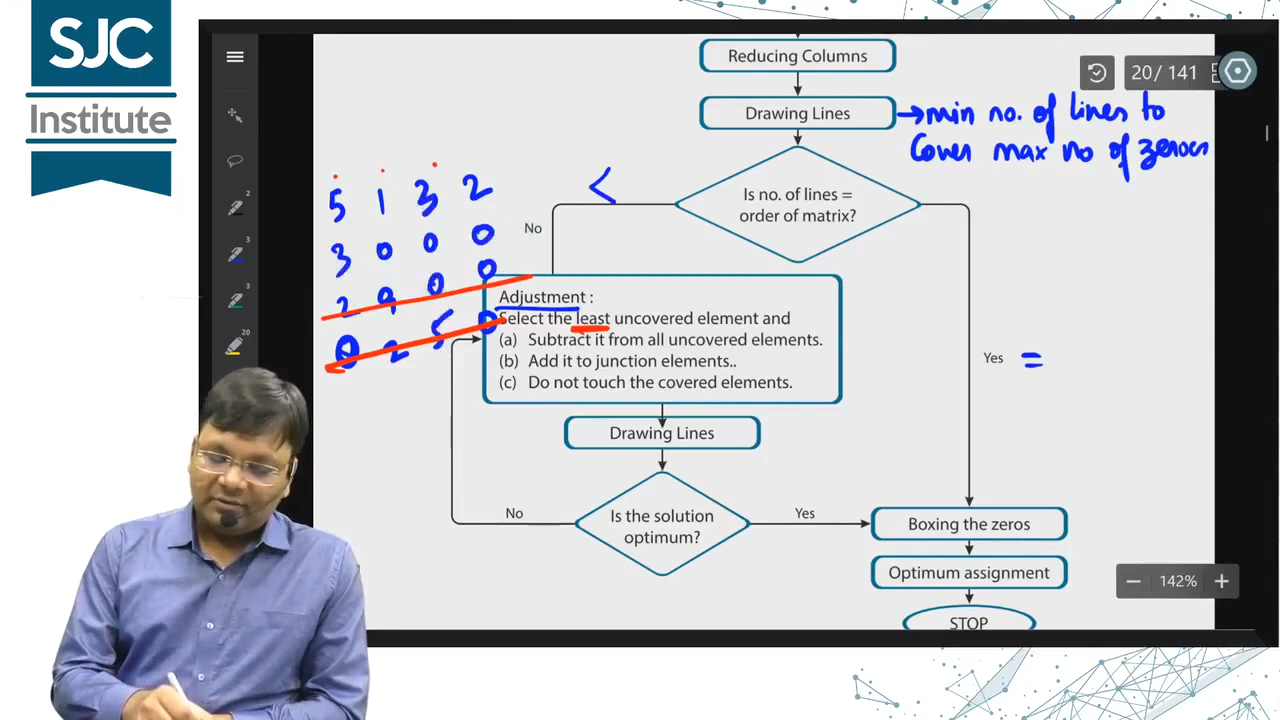 SJC
Institute
Reducing Columns
20/ 141
Drawing Lines
→min no. of lines to
cover max no of zeroes
Is no. of lines =
order of matrix?
<
No
5 1 3 2
3 0 0 0
2 9 0 0
0 2 5 0
Adjustment :
Select the least uncovered element and
(a) Subtract it from all uncovered elements.
(b) Add it to junction elements..
(c) Do not touch the covered elements.
Yes =
2
3
3
20
Drawing Lines
Is the solution
optimum?
No
Yes
Boxing the zeros
Optimum assignment
142%
STOP